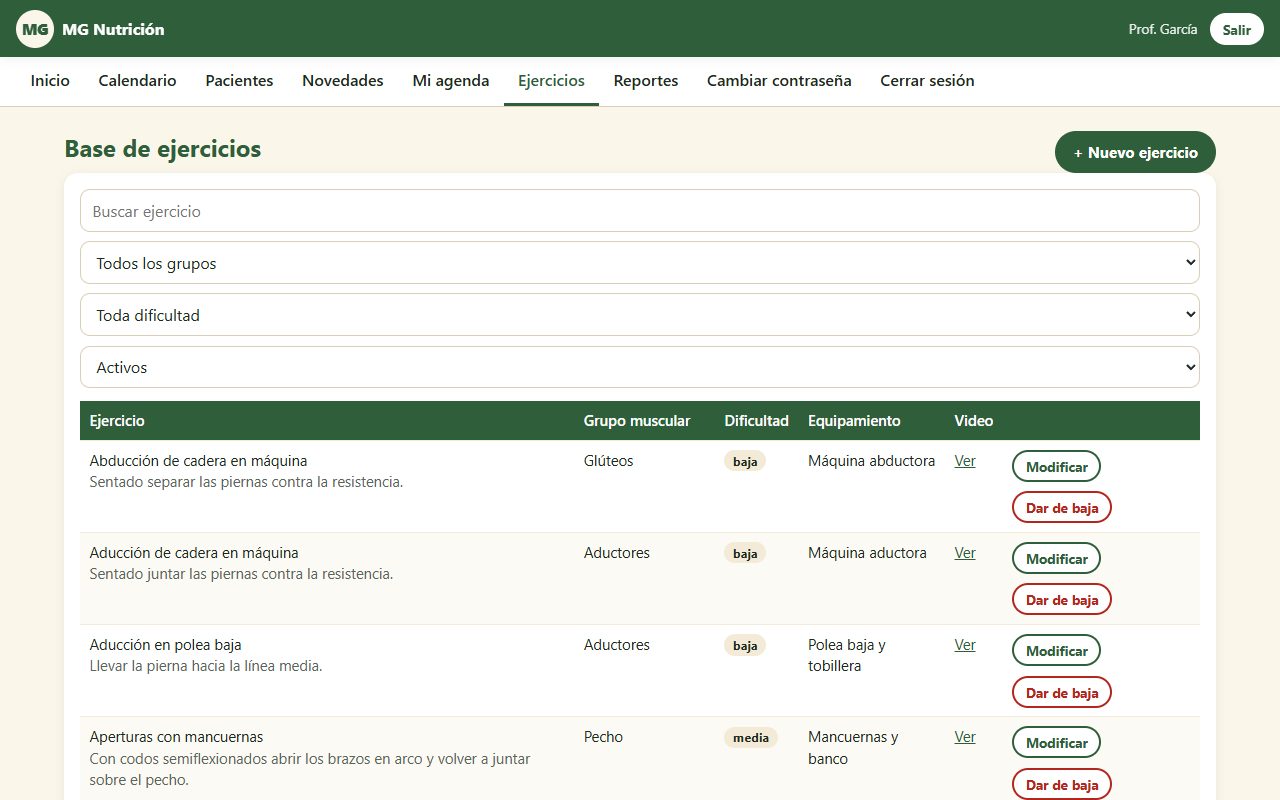 MG MG Nutrición
Prof. García Salir
Inicio Calendario Pacientes Novedades Mi agenda Ejercicios Reportes Cambiar contraseña Cerrar sesión
Base de ejercicios
+ Nuevo ejercicio
Buscar ejercicio
Todos los grupos
Toda dificultad
Activos
Ejercicio Grupo muscular Dificultad Equipamiento Video
Abducción de cadera en máquina Glúteos baja Máquina abductora Ver Modificar
Sentado separar las piernas contra la resistencia.
Dar de baja
Aducción de cadera en máquina Aductores baja Máquina aductora Ver Modificar
Sentado juntar las piernas contra la resistencia.
Dar de baja
Aducción en polea baja Aductores baja Polea baja y Ver Modificar
Llevar la pierna hacia la línea media. tobillera
Dar de baja
Aperturas con mancuernas Pecho media Mancuernas y Ver Modificar
Con codos semiflexionados abrir los brazos en arco y volver a juntar banco
sobre el pecho. Dar de baja